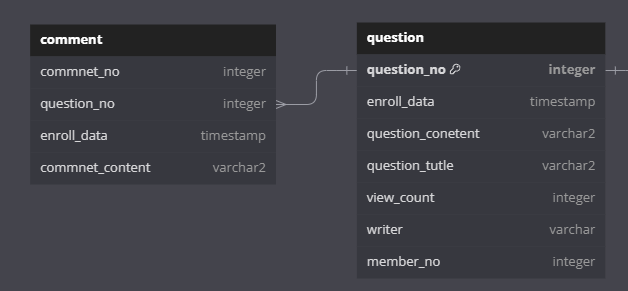 comment
commnet_no integer
question_no integer
enroll_data timestamp
commnet_content varchar2
question
question_no integer
enroll_data timestamp
question_conetent varchar2
question_tutle varchar2
view_count integer
writer varchar
member_no integer